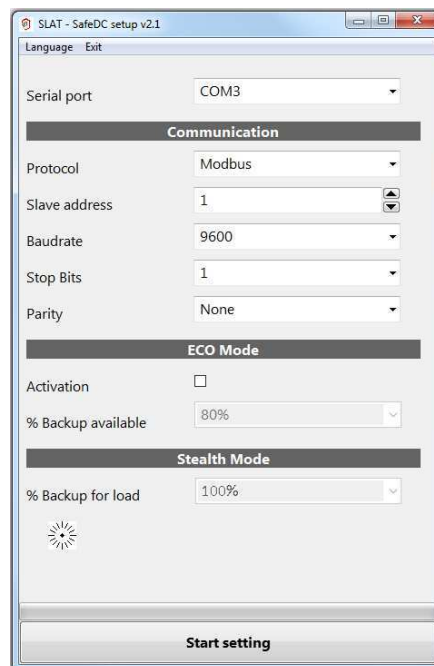 SLAT - SafeDC setup v2.1
Language Exit
Serial port COM3
Communication
Protocol Modbus
Slave address 1
Baudrate 9600
Stop Bits 1
Parity None
ECO Mode
Activation
% Backup available 80%
Stealth Mode
% Backup for load 100%
Start setting